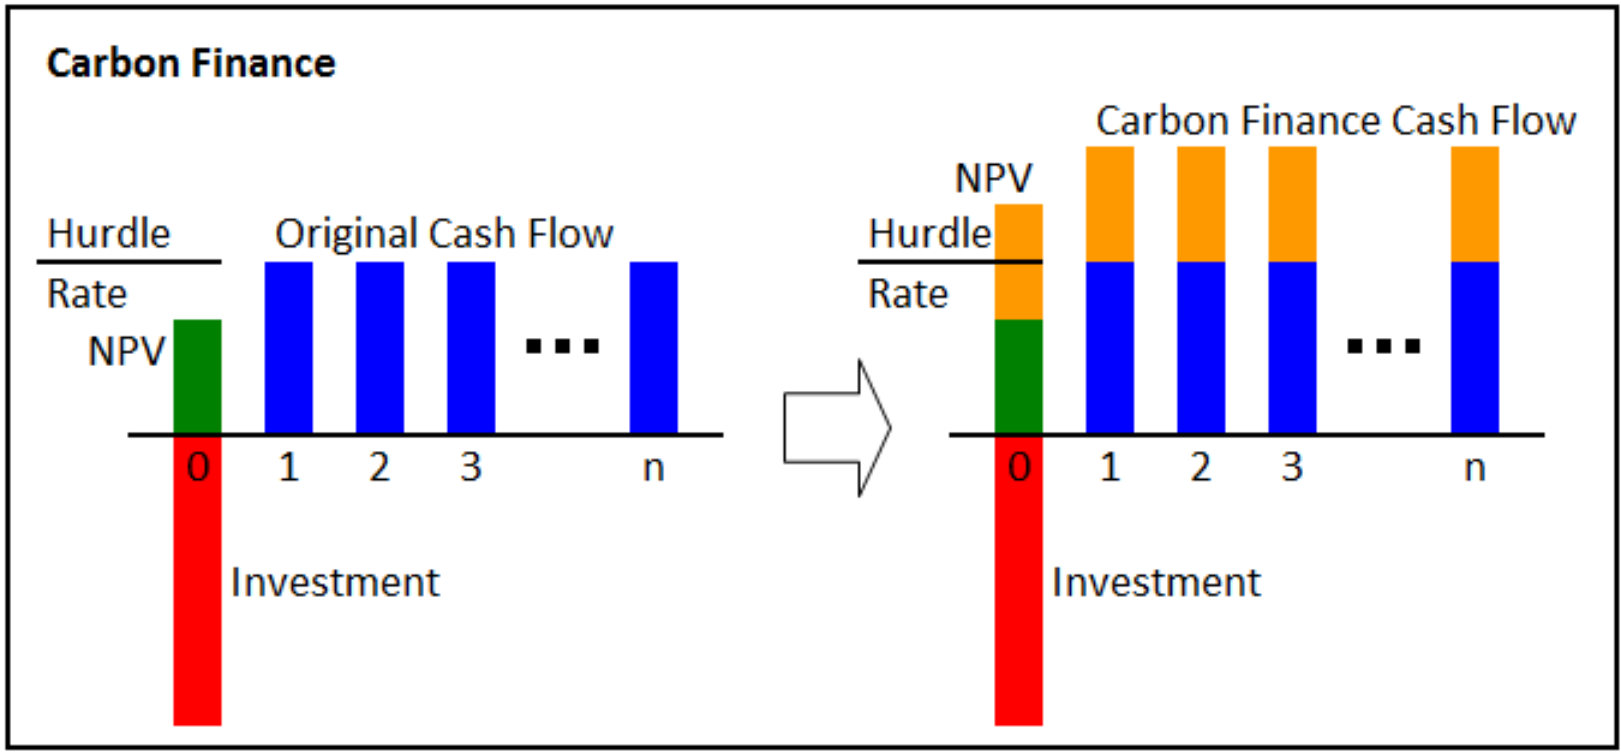 Carbon Finance
Hurdle
Rate
NPV
Original Cash Flow
0 1 2 3 n
Investment
Carbon Finance Cash Flow
NPV
Hurdle
Rate
0 1 2 3 n
Investment